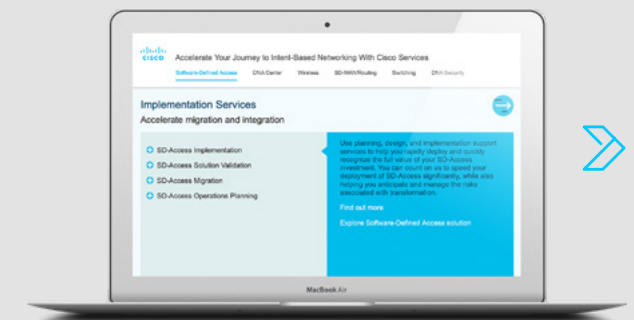 CISCO
Accelerate Your Journey to Intent-Based Networking With Cisco Services
Software-Defined Access DNA Center Wireless SD-WAN/Routing Switching DNA Security
Implementation Services
Accelerate migration and integration
SD-Access Implementation
SD-Access Solution Validation
SD-Access Migration
SD-Access Operations Planning
Use planning, design, and implementation support
services to help you rapidly deploy and quickly
recognize the full value of your SD-Access
investment. You can count on us to speed your
deployment of SD-Access significantly, while also
helping you anticipate and manage the risks
associated with transformation.
Find out more
Explore Software-Defined Access solution
MacBook Air